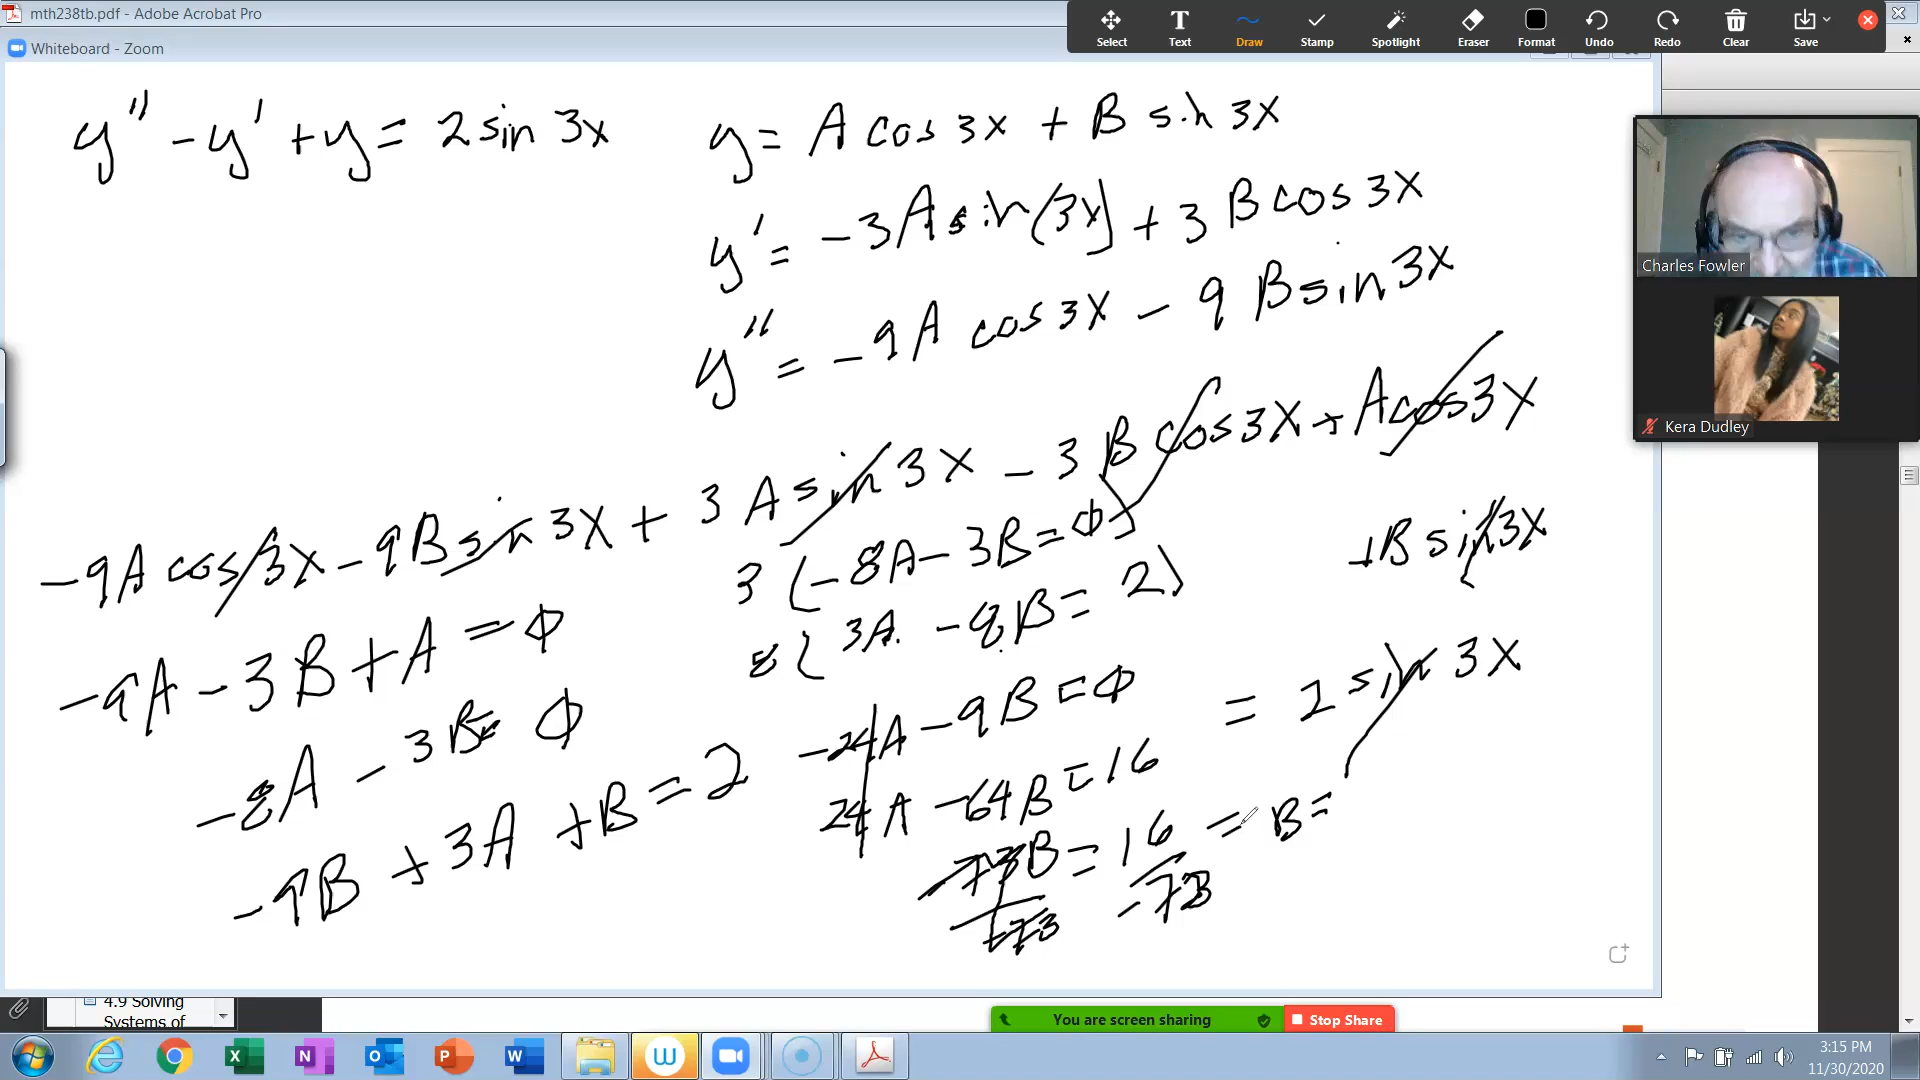 mth238tb.pdf - Adobe Acrobat Pro
Whiteboard - Zoom
Select Text Draw Stamp Spotlight Eraser Format Undo Redo Clear Save
y'' - y' + y = 2 sin 3x
y = A cos 3x + B sin 3x
y' = -3A sin(3x) + 3B cos 3x
y'' = -9A cos 3x - 9 B sin 3x
-9A cos 3x - 9B sin 3x + 3A sin 3x - 3B cos 3x + A cos 3x
+B sin 3x
= 2 sin 3x
-9A - 3B + A = ϕ
-8A - 3B = ϕ
-9B + 3A + B = 2
3 (-8A - 3B = ϕ)
8 (3A - 8B = 2)
-24A - 9B = ϕ
24A - 64B = 16
-73B = 16 = B =
-73 -73
Charles Fowler
Kera Dudley
4.9 Solving
Systems of
You are screen sharing
Stop Share
3:15 PM
11/30/2020